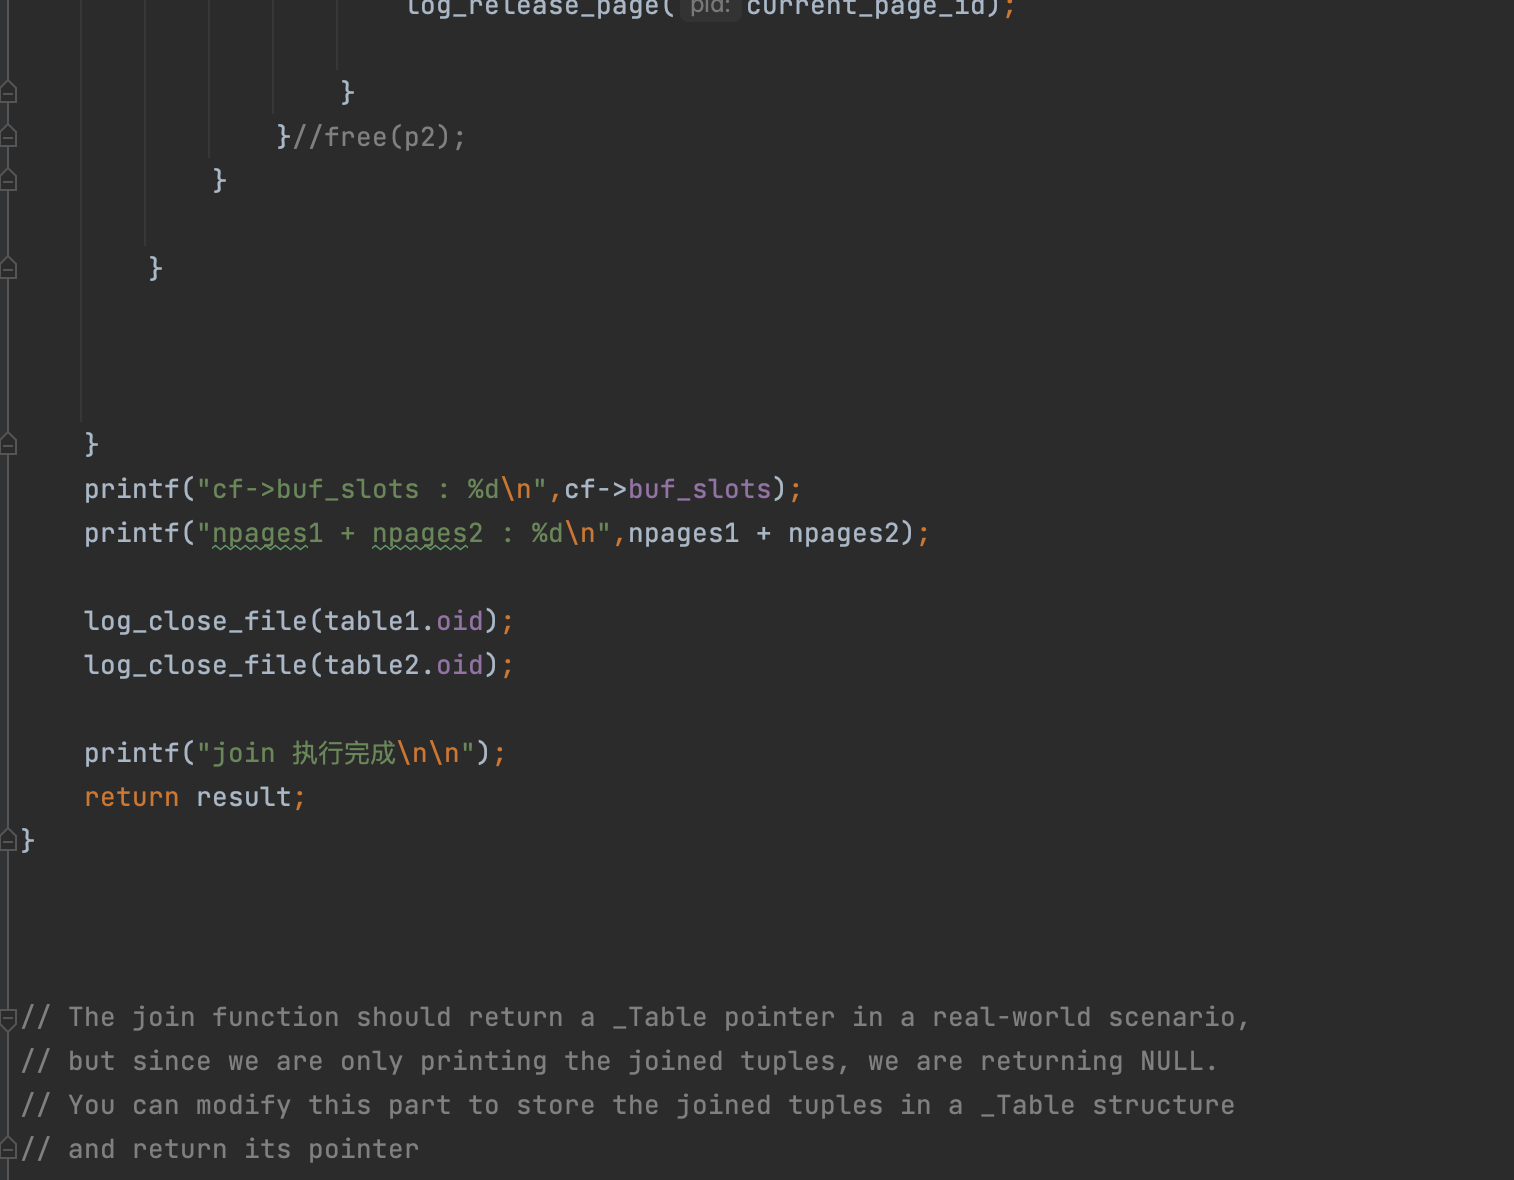 log_release_page( pid: current_page_id);
}
}//free(p2);
}
}
}
printf("cf->buf_slots : %d\n",cf->buf_slots);
printf("npages1 + npages2 : %d\n",npages1 + npages2);
log_close_file(table1.oid);
log_close_file(table2.oid);
printf("join 执行完成\n\n");
return result;
}
// The join function should return a _Table pointer in a real-world scenario,
// but since we are only printing the joined tuples, we are returning NULL.
// You can modify this part to store the joined tuples in a _Table structure
// and return its pointer